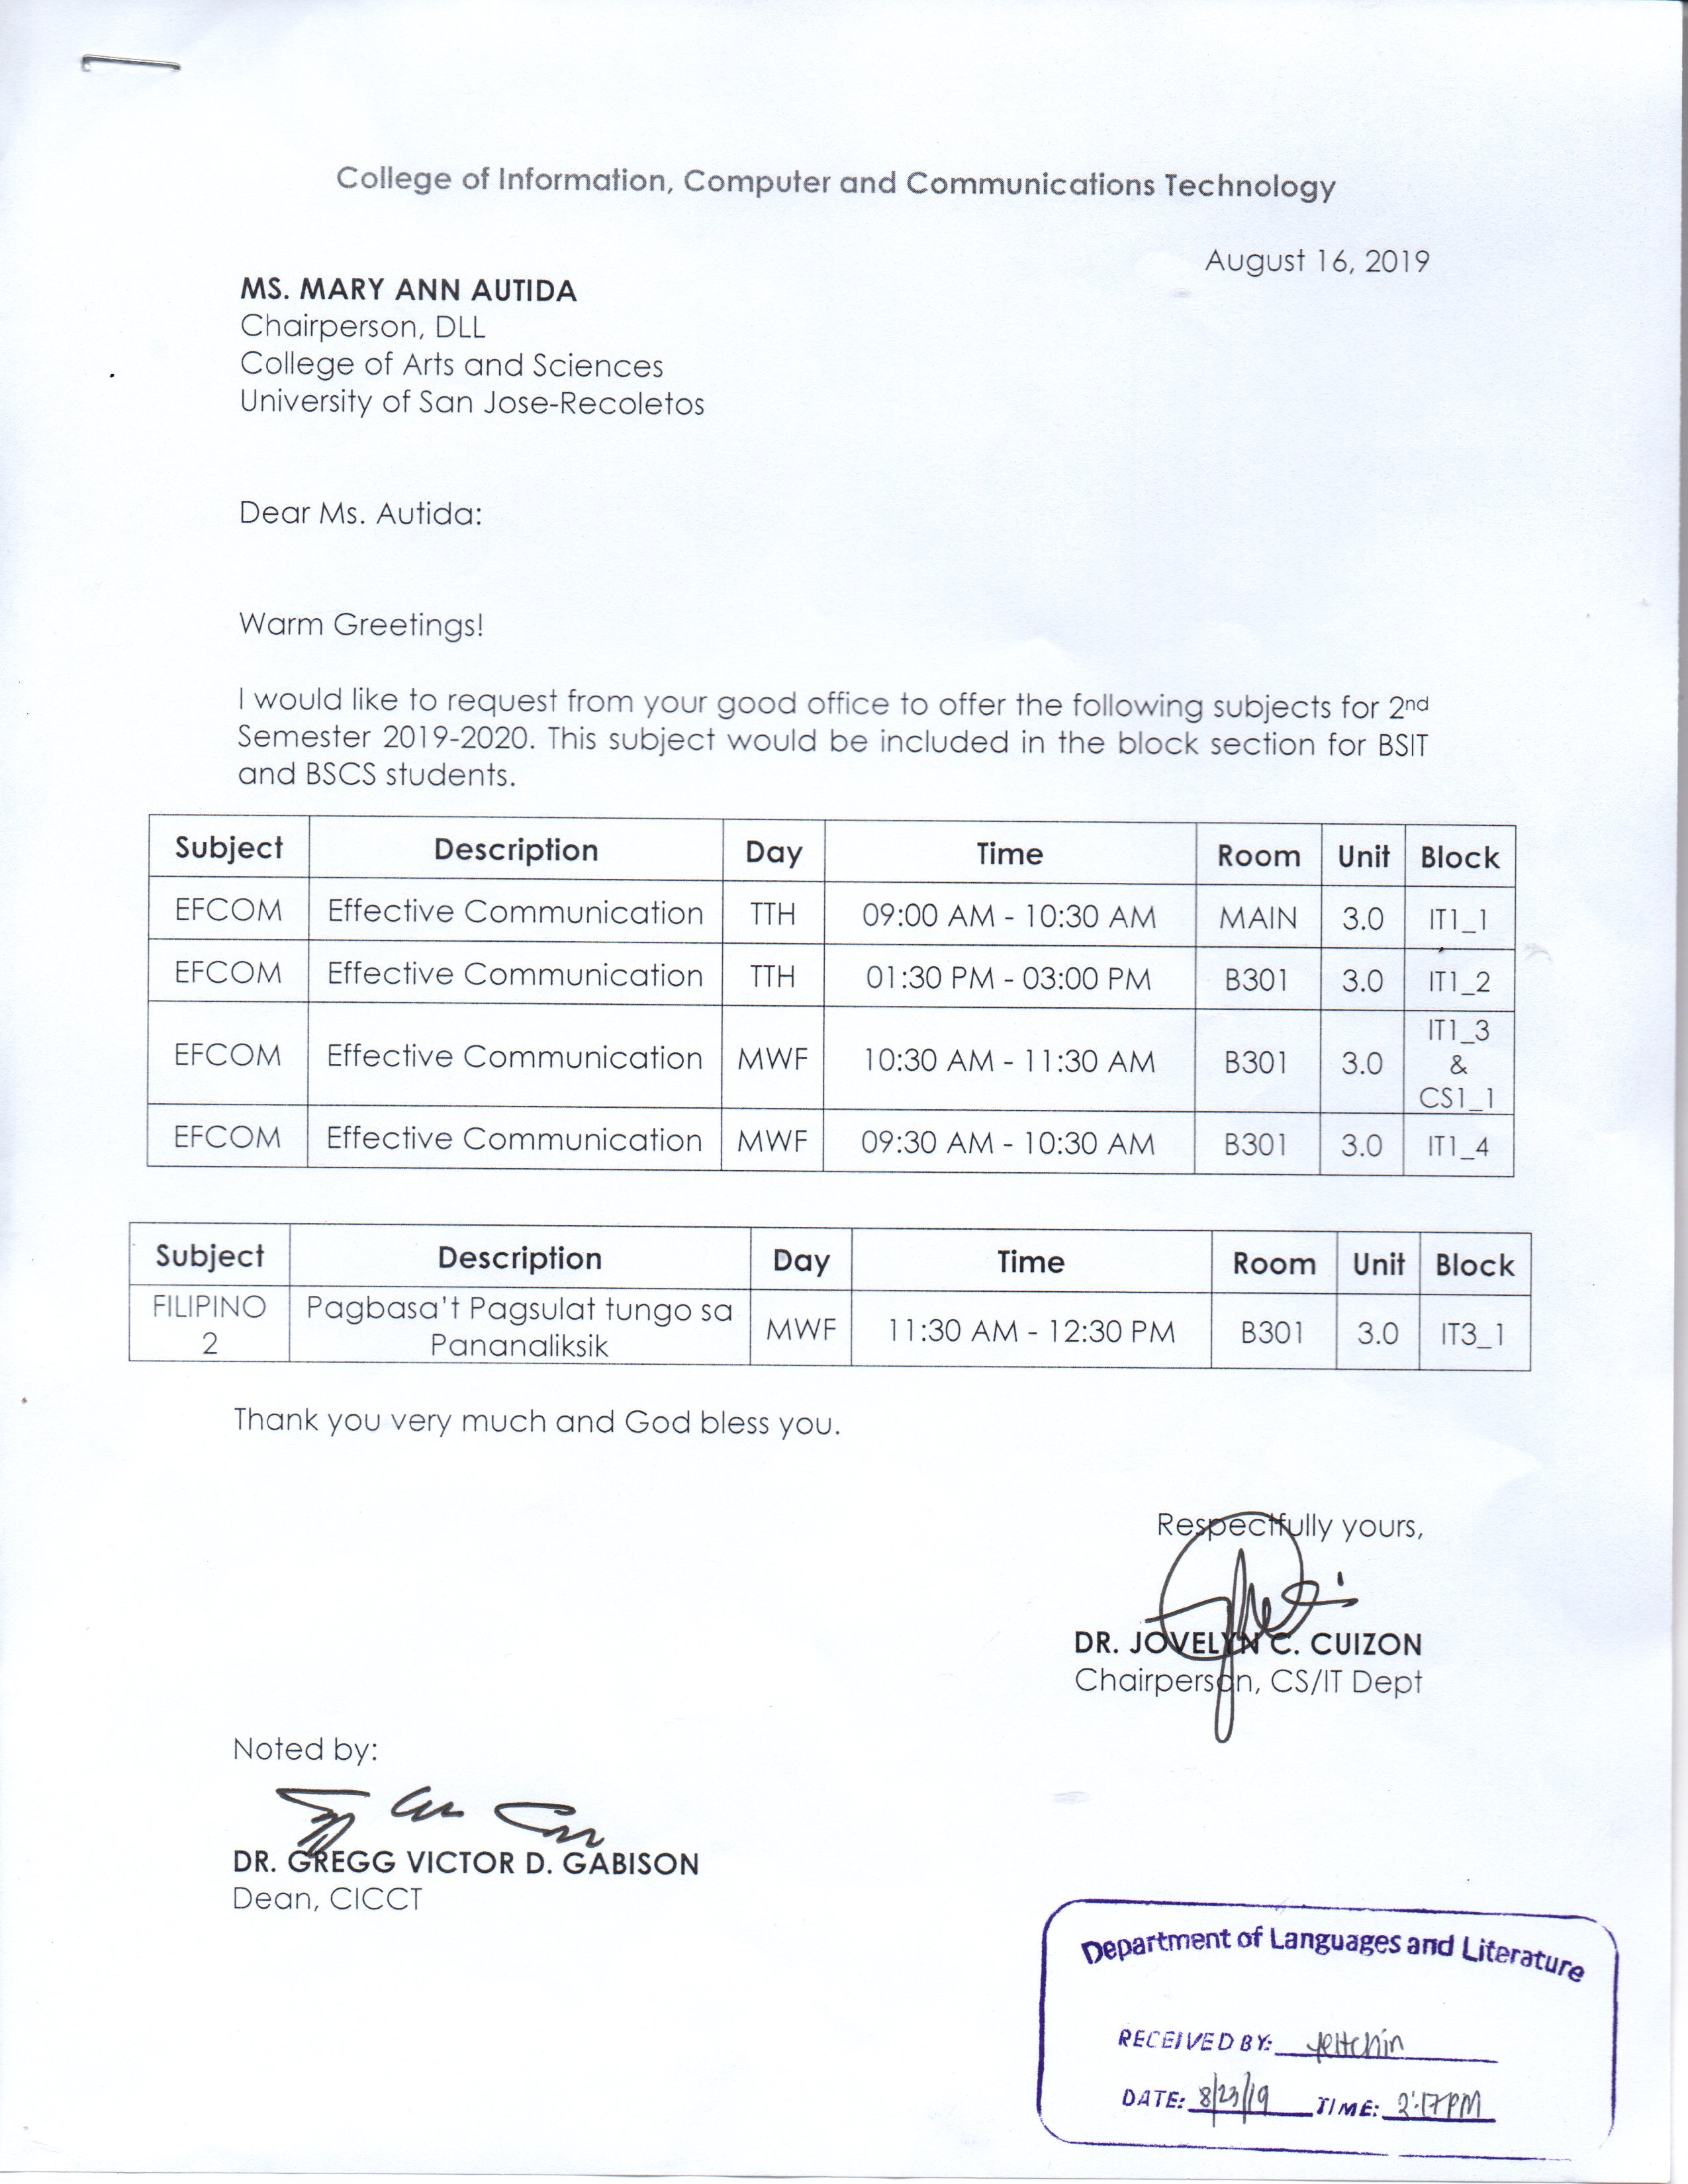 College of Information, Computer and Communications Technology
August 16, 2019
MS. MARY ANN AUTIDA
Chairperson, DLL
College of Arts and Sciences
University of San Jose-Recoletos
Dear Ms. Autida:
Warm Greetings!
I would like to request from your good office to offer the following subjects for 2nd
Semester 2019-2020. This subject would be included in the block section for BSIT
and BSCS students.
Subject Description Day Time Room Unit Block
EFCOM Effective Communication TTH 09:00 AM - 10:30 AM MAIN 3.0 IT1_1
EFCOM Effective Communication TTH 01:30 PM - 03:00 PM B301 3.0 IT1_2
EFCOM Effective Communication MWF 10:30 AM - 11:30 AM B301 3.0 IT1_3
&
CS1_1
EFCOM Effective Communication MWF 09:30 AM - 10:30 AM B301 3.0 IT1_4
Subject Description Day Time Room Unit Block
FILIPINO 2 Pagbasa't Pagsulat tungo sa
Pananaliksik MWF 11:30 AM - 12:30 PM B301 3.0 IT3_1
Thank you very much and God bless you.
Respectfully yours,
DR. JOVELYN C. CUIZON
Chairperson, CS/IT Dept
Noted by:
DR. GREGG VICTOR D. GABISON
Dean, CICCT
Department of Languages and Literature
RECEIVED BY:
DATE: 8/23/19 TIME: 2:17PM